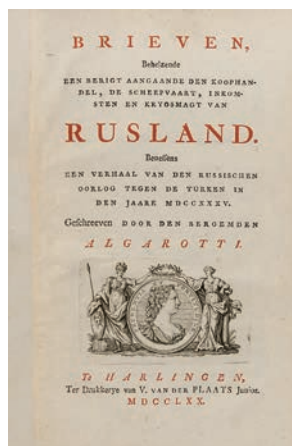 BRIEVEN,
Behelzende
EEN BERIGT AANGAANDE DEN KOOPHAN-
DEL, DE SCHEEPVAART, INKOM-
STEN EN KRYGSMAGT VAN
RUSLAND.
Benessens
EEN VERHAAL VAN DEN RUSSISCHEN
OORLOG TEGEN DE TURKEN IN
DEN JAARE MDCCXXXV.
Geschreeven DOOR DEN BEROEMDEN
ALGAROTTI.
Te HARLINGEN,
Ter Drukkerye van V. VAN DER PLAATS Junior.
MDCCLXX.